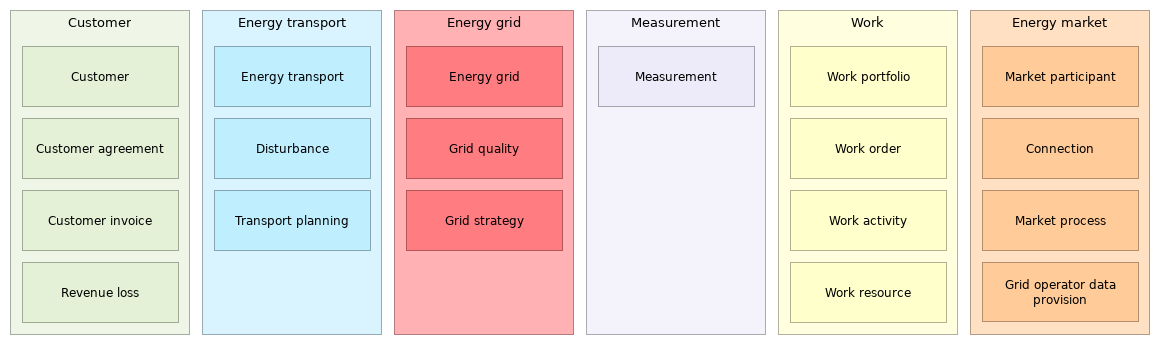 Customer
Customer
Customer agreement
Customer invoice
Revenue loss
Energy transport
Energy transport
Disturbance
Transport planning
Energy grid
Energy grid
Grid quality
Grid strategy
Measurement
Measurement
Work
Work portfolio
Work order
Work activity
Work resource
Energy market
Market participant
Connection
Market process
Grid operator data
provision